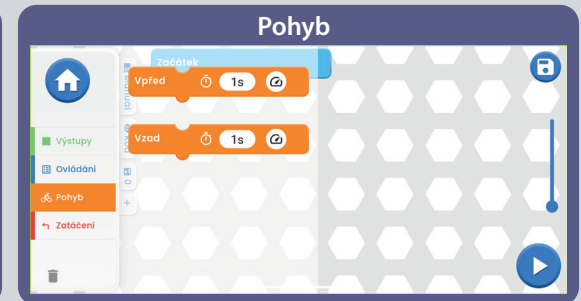 Pohyb
Začátek
Vpřed 1s
Vzad 1s
Výstupy
Ovládání
Pohyb
Zatáčení